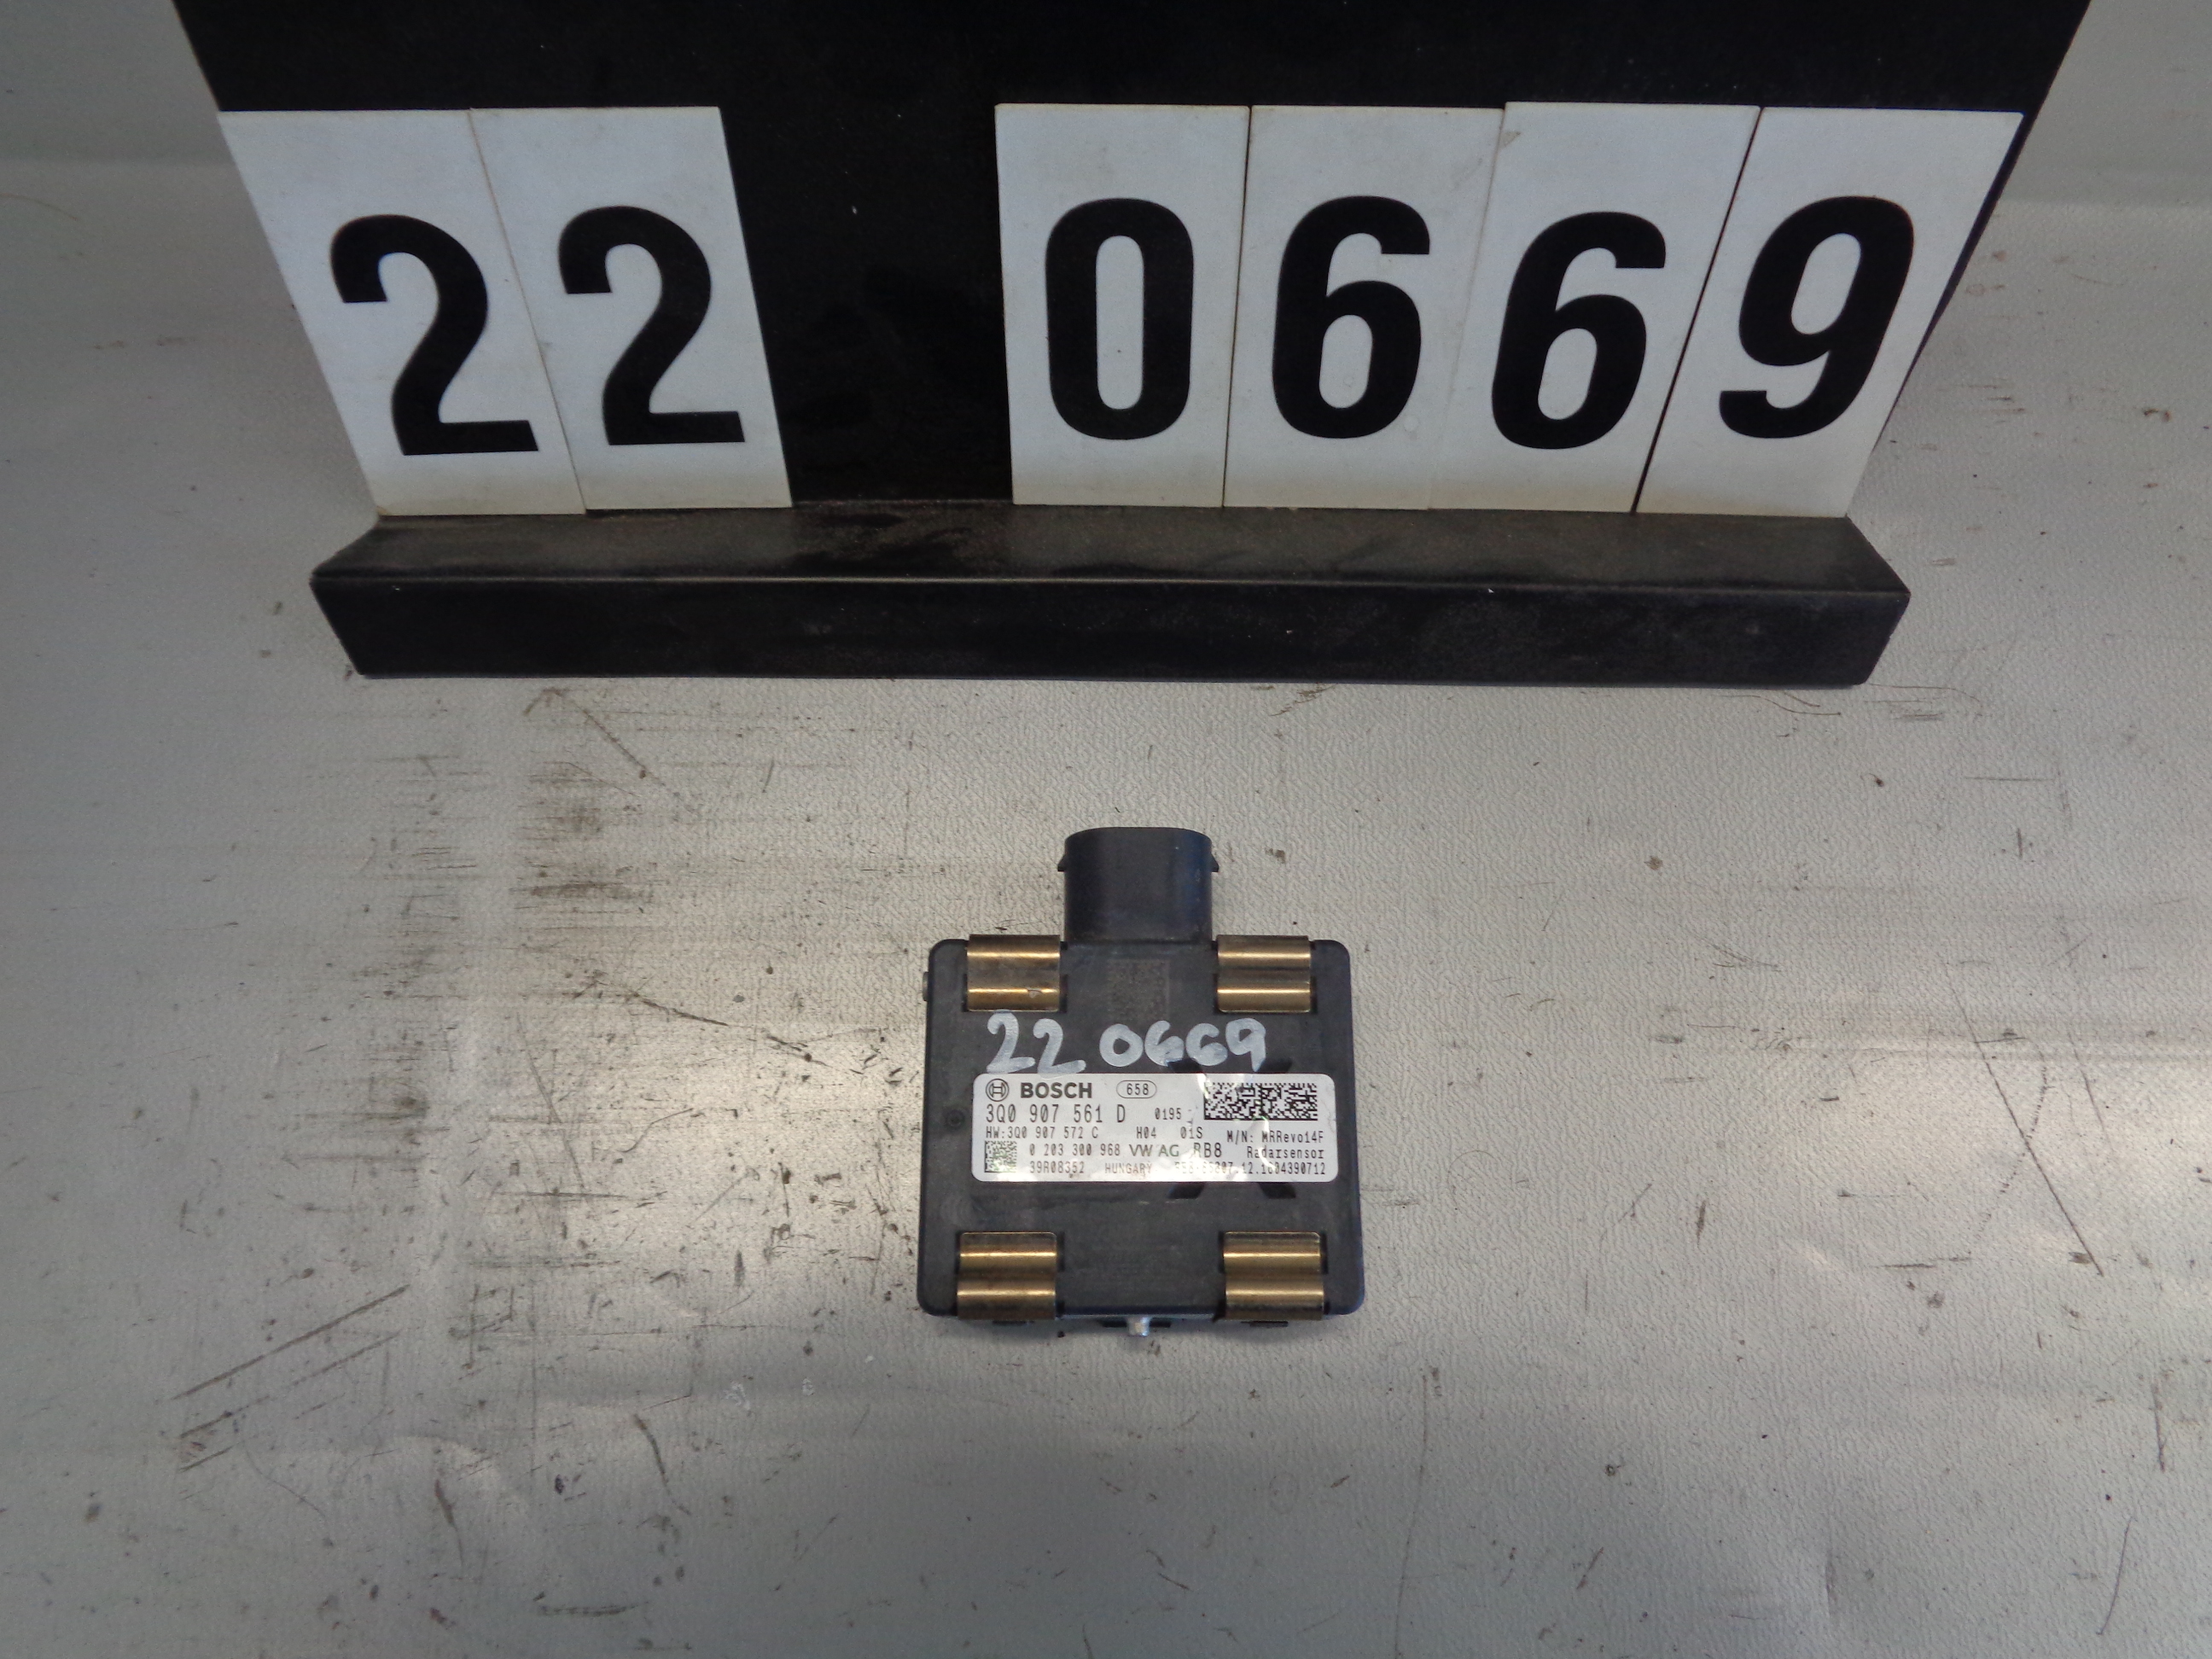 22 0669
22 0669
BOSCH 658
3Q0 907 561 D 0195
HW:3Q0 907 572 C H04 01S M/N: MRRevo14F
0 203 300 968 VW AG RB8 Radarsensor
39R08352 HUNGARY